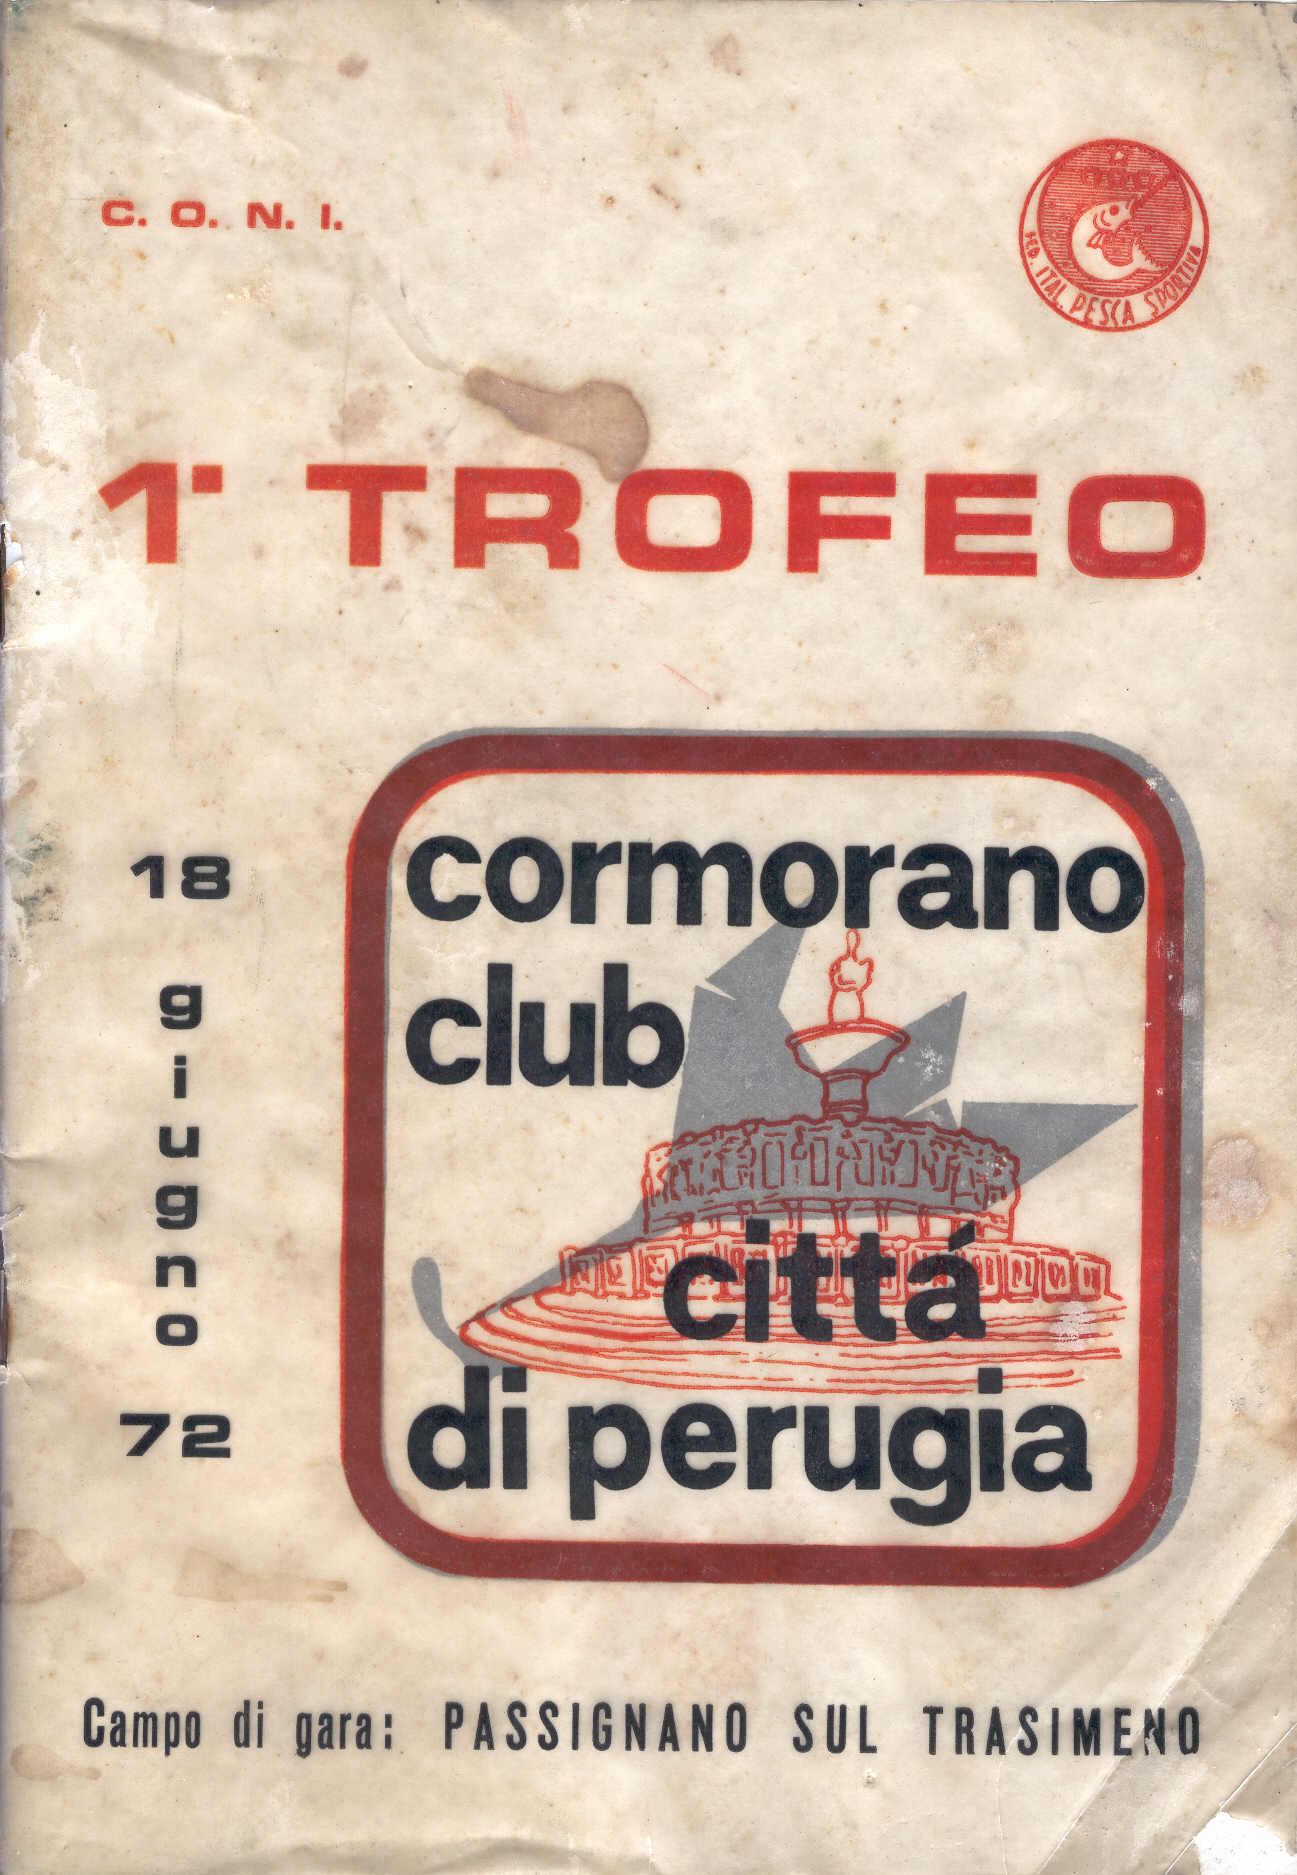 C. O. N. I.
FED. ITAL. PESCA SPORTIVA
1° TROFEO
18
giugno
72
cormorano
club
cittá
di perugia
Campo di gara: PASSIGNANO SUL TRASIMENO